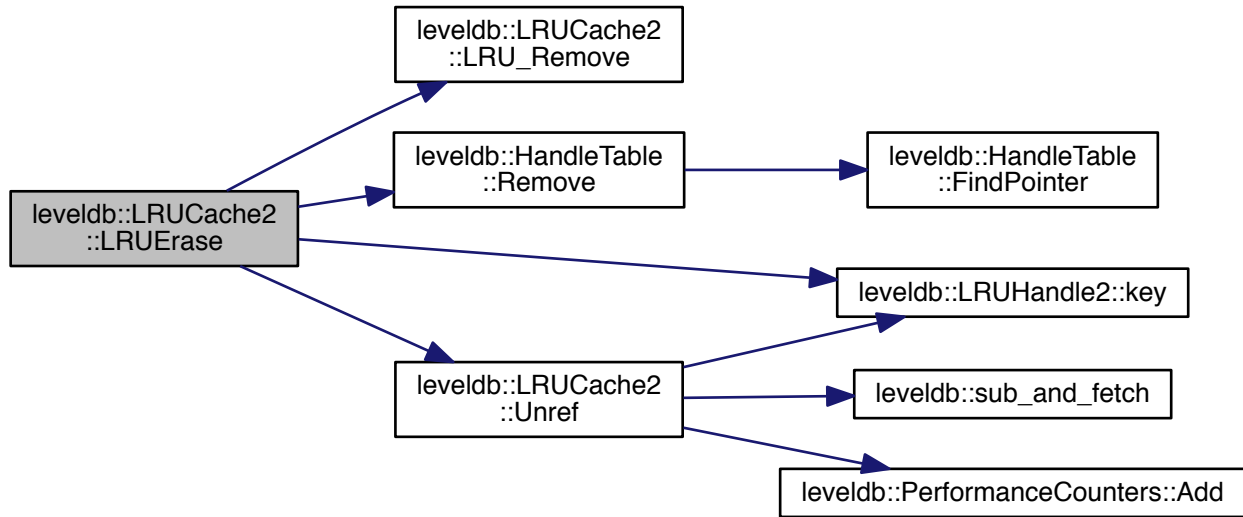 leveldb::LRUCache2
::LRU_Remove
leveldb::HandleTable
::Remove
leveldb::HandleTable
::FindPointer
leveldb::LRUCache2
::LRUErase
leveldb::LRUHandle2::key
leveldb::LRUCache2
::Unref
leveldb::sub_and_fetch
leveldb::PerformanceCounters::Add